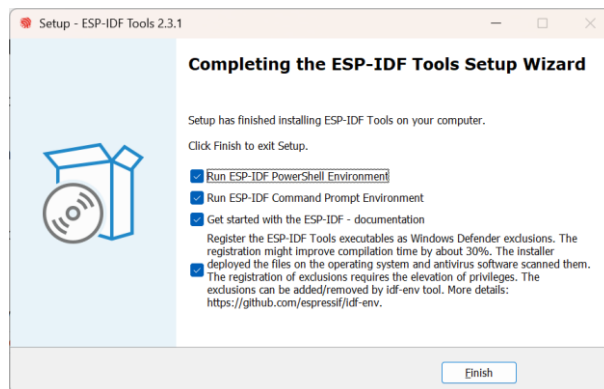 Setup - ESP-IDF Tools 2.3.1
Completing the ESP-IDF Tools Setup Wizard
Setup has finished installing ESP-IDF Tools on your computer.
Click Finish to exit Setup.
Run ESP-IDF PowerShell Environment
Run ESP-IDF Command Prompt Environment
Get started with the ESP-IDF - documentation
Register the ESP-IDF Tools executables as Windows Defender exclusions. The
registration might improve compilation time by about 30%. The installer
deployed the files on the operating system and antivirus software scanned them.
The registration of exclusions requires the elevation of privileges. The
exclusions can be added/removed by idf-env tool. More details:
https://github.com/espressif/idf-env.
Finish